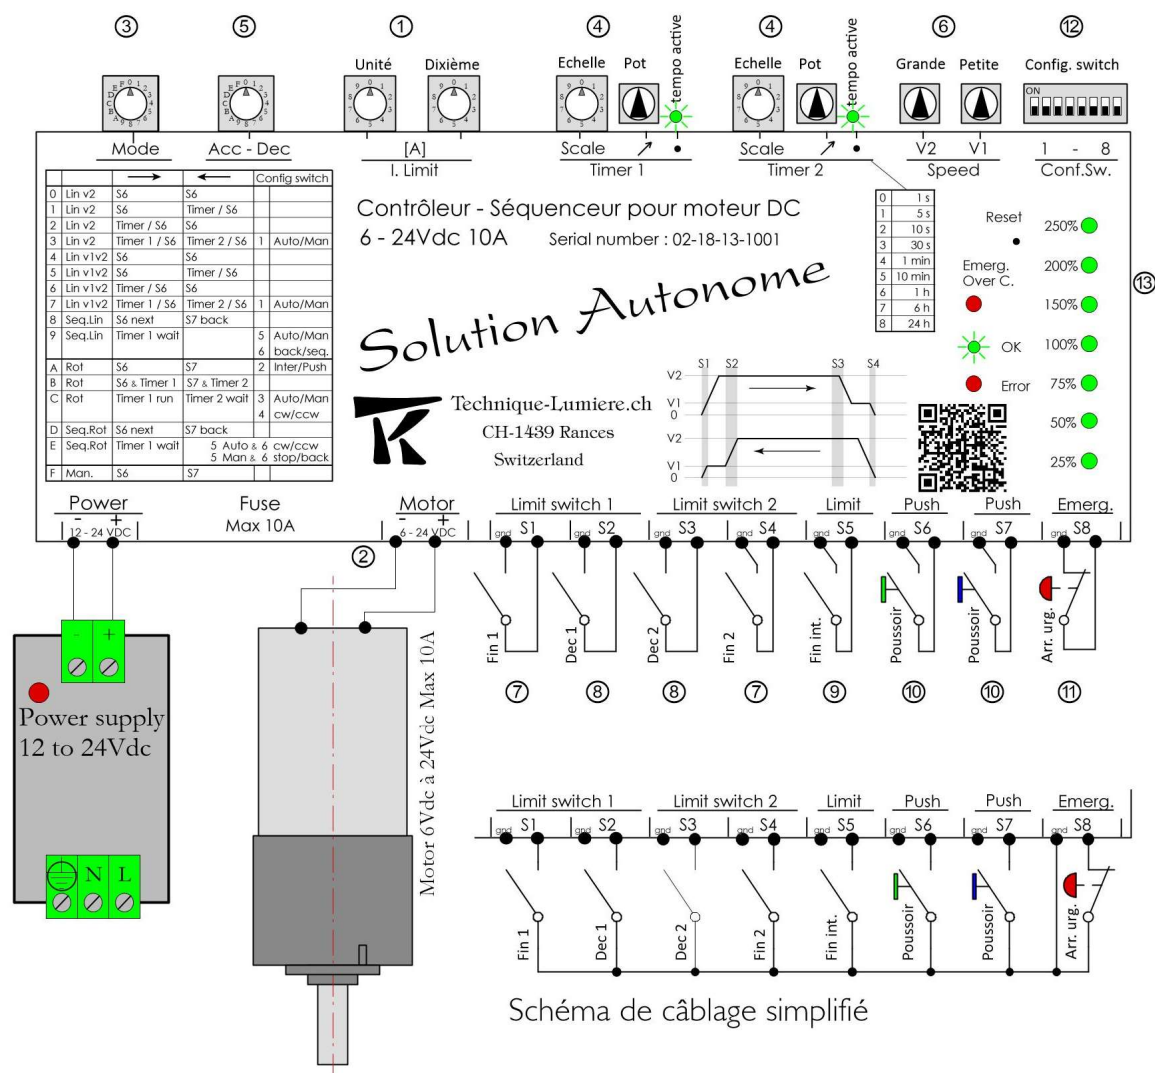 ③ ⑤ ① ④ ④ ⑥ ⑫
Unité Dixième Echelle Pot tempo active Echelle Pot tempo active Grande Petite Config. switch
ON
Mode Acc - Dec [A] Scale Scale V2 V1 1 - 8
I. Limit Timer 1 Timer 2 Speed Conf.Sw.
→ ← Config switch
0 Lin v2 S6 S6
1 Lin v2 S6 Timer / S6
2 Lin v2 Timer / S6 S6
3 Lin v2 Timer 1 / S6 Timer 2 / S6 1 Auto/Man
4 Lin v1v2 S6 S6
5 Lin v1v2 S6 Timer / S6
6 Lin v1v2 Timer / S6 S6
7 Lin v1v2 Timer 1 / S6 Timer 2 / S6 1 Auto/Man
8 Seq.Lin S6 next S7 back
9 Seq.Lin Timer 1 wait 5 Auto/Man
6 back/seq.
A Rot S6 S7 2 Inter/Push
B Rot S6 & Timer 1 S7 & Timer 2
C Rot Timer 1 run Timer 2 wait 3 Auto/Man
4 cw/ccw
D Seq.Rot S6 next S7 back
E Seq.Rot Timer 1 wait 5 Auto & 6 cw/ccw
5 Man & 6 stop/back
F Man. S6 S7
Contrôleur - Séquenceur pour moteur DC
6 - 24Vdc 10A Serial number : 02-18-13-1001
Solution Autonome
Technique-Lumiere.ch
CH-1439 Rances
Switzerland
0 1 s
1 5 s
2 10 s
3 30 s
4 1 min
5 10 min
6 1 h
7 6 h
8 24 h
Reset
Emerg.
Over C.
OK
Error
250%
200%
150%
100%
75%
50%
25%
⑬
S1 S2 S3 S4
V2
V1
0
V2
V1
0
Power Fuse Motor Limit switch 1 Limit switch 2 Limit Push Push Emerg.
- + Max 10A - +
12 - 24 VDC 6 - 24VDC gnd S1 gnd S2 gnd S3 gnd S4 gnd S5 gnd S6 gnd S7 gnd S8
②
Fin 1 Dec 1 Dec 2 Fin 2 Fin int. Poussoir Poussoir Arr. urg.
⑦ ⑧ ⑧ ⑦ ⑨ ⑩ ⑩ ⑪
- +
Power supply
12 to 24Vdc
N L
Motor 6Vdc à 24Vdc Max 10A
Limit switch 1 Limit switch 2 Limit Push Push Emerg.
gnd S1 gnd S2 gnd S3 gnd S4 gnd S5 gnd S6 gnd S7 gnd S8
Fin 1 Dec 1 Dec 2 Fin 2 Fin int. Poussoir Poussoir Arr. urg.
Schéma de câblage simplifié